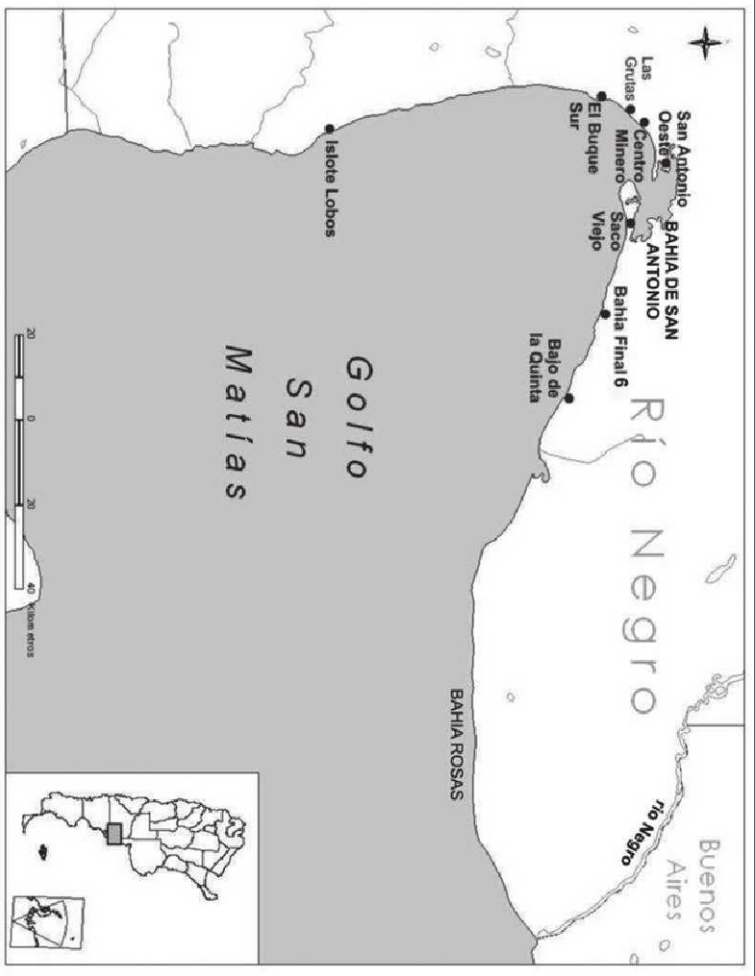 Buenos
Aires
Río Negro
río Negro
San Antonio
Oeste
BAHIA DE SAN
ANTONIO
Las
Grutas
Centro
Minero
El Buque
Sur
Saco
Viejo
Bahia Final 6
Bajo de
la Quinta
Islote Lobos
BAHIA ROSAS
Golfo
San
Matías
20 0 20 40 Kilometros